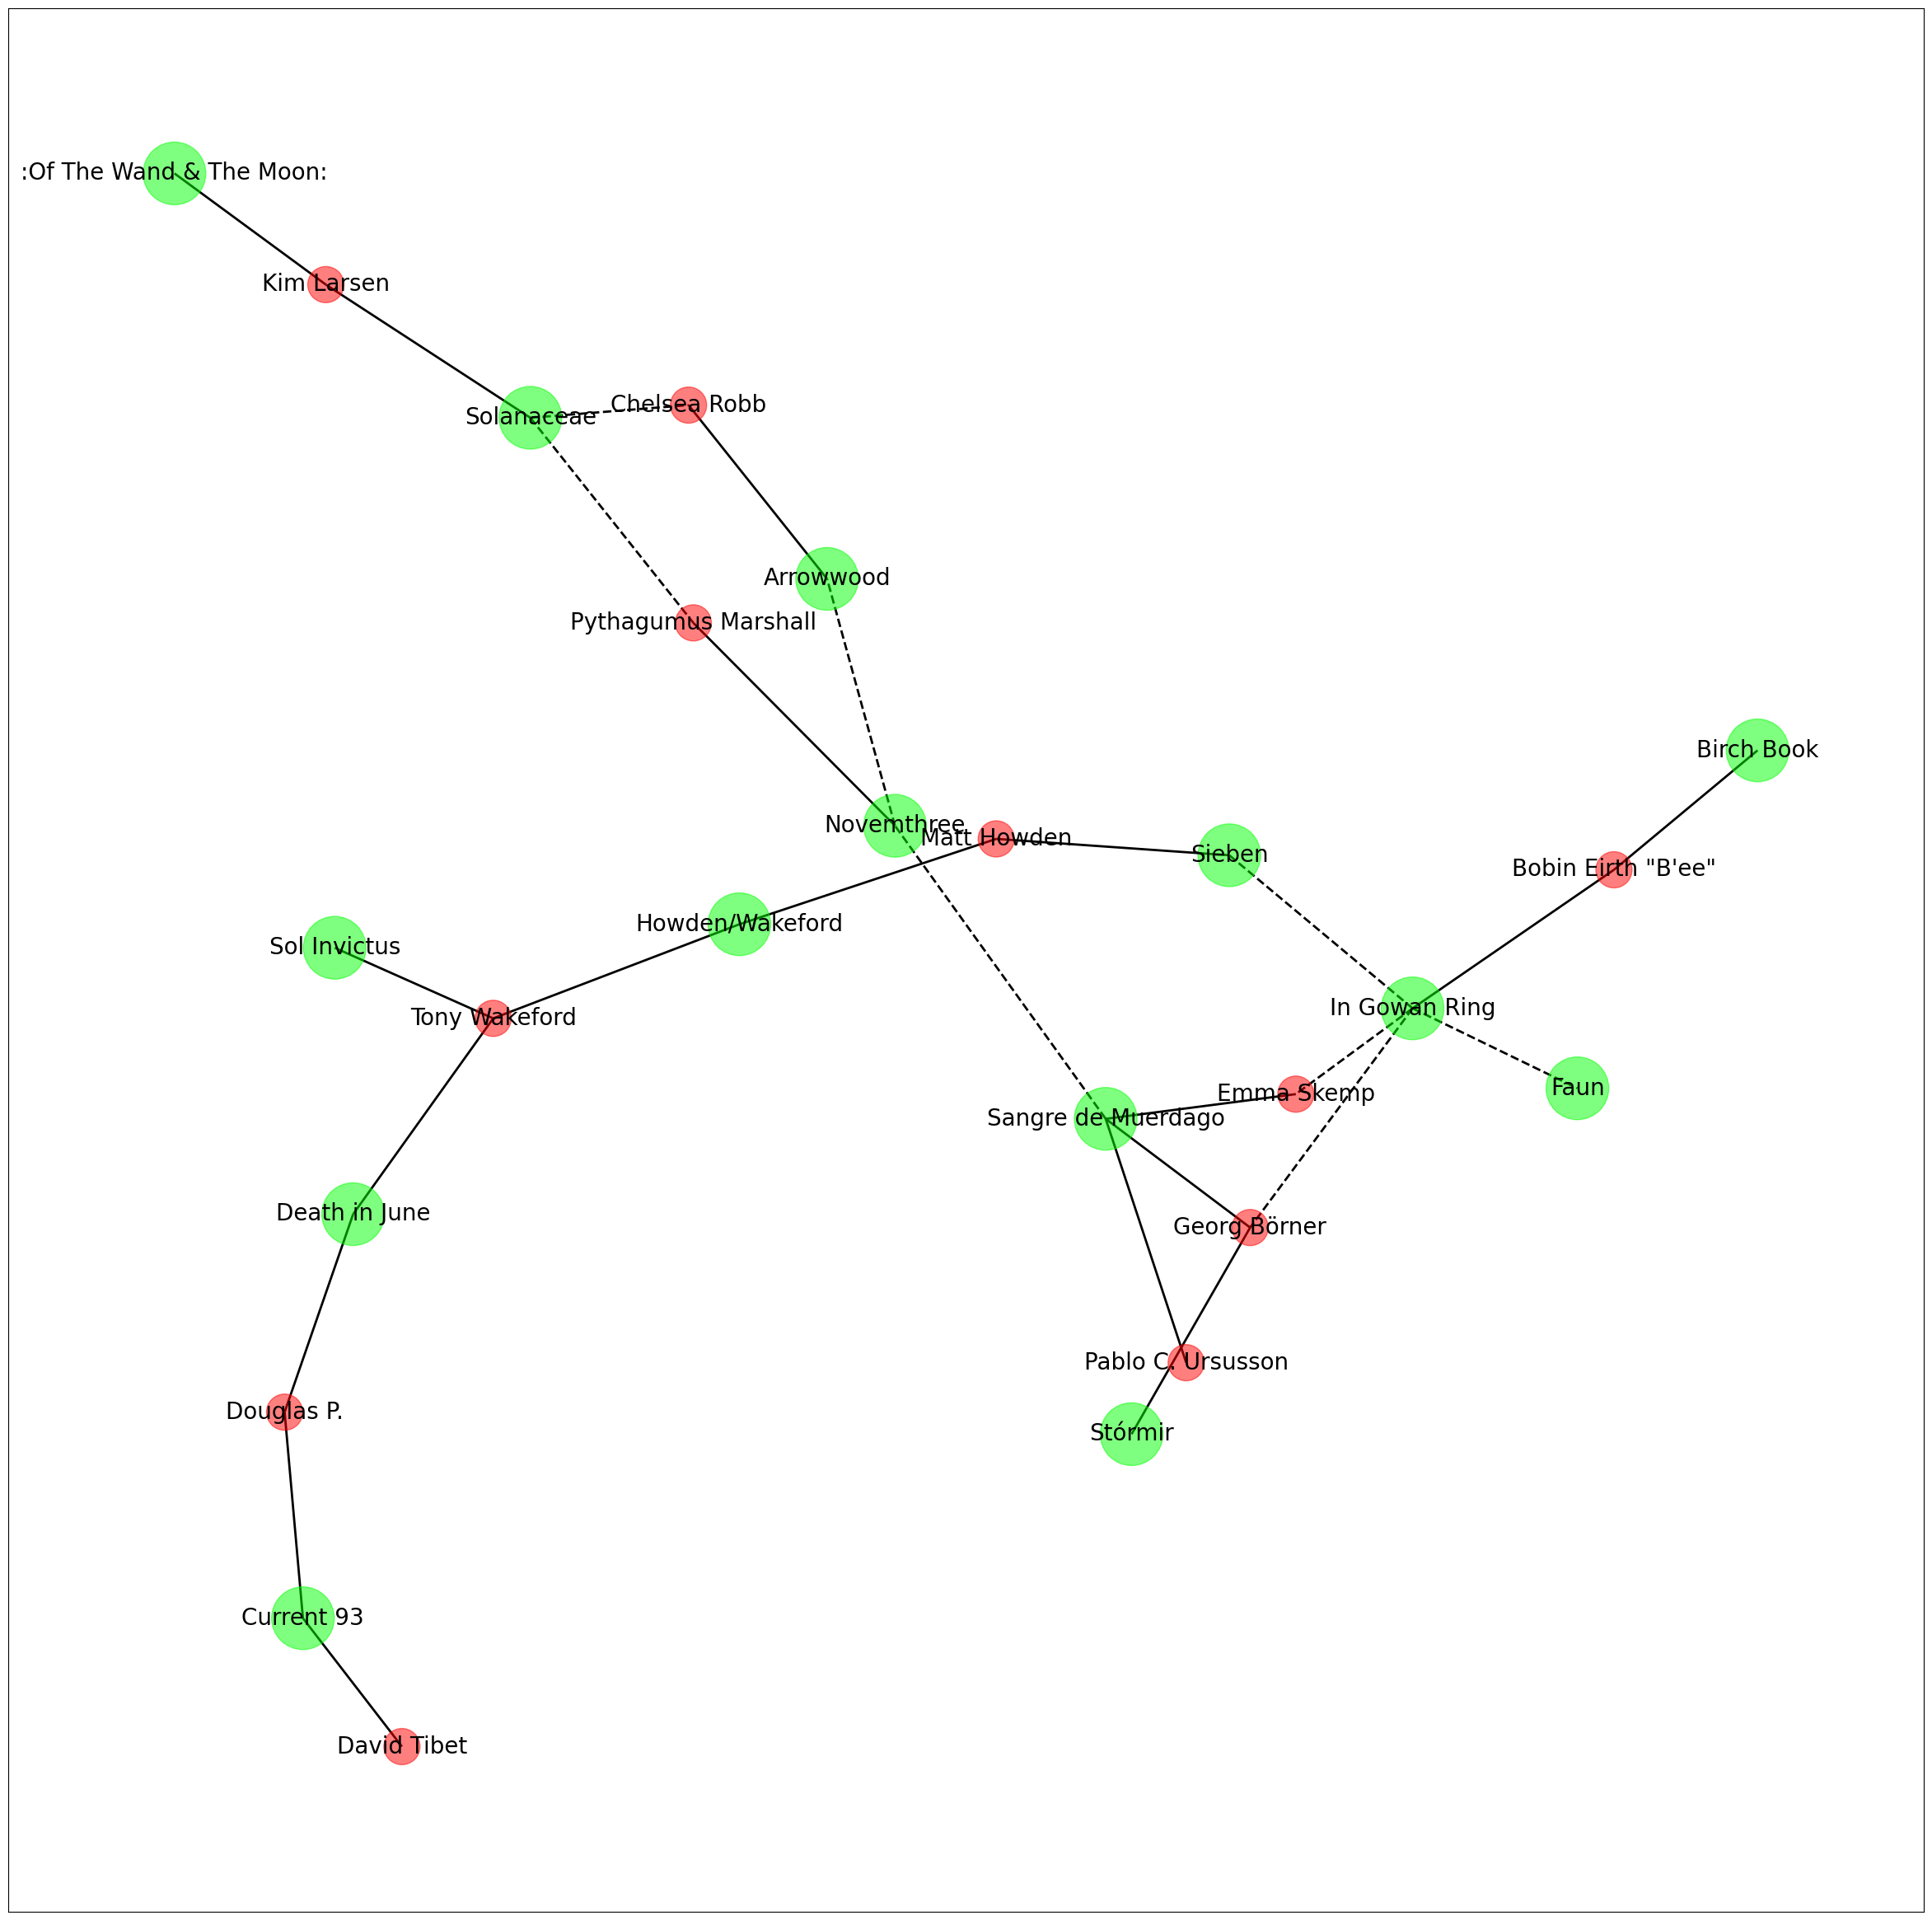 :Of The Wand & The Moon:
Kim Larsen
Chelsea Robb
Solanaceae
Arrowwood
Pythagumus Marshall
Birch Book
Novemthree
Matt Howden
Sieben
Bobin Eirth "B'ee"
Howden/Wakeford
Sol Invictus
In Gowan Ring
Tony Wakeford
Faun
Emma Skemp
Sangre de Muerdago
Death in June
Georg Börner
Pablo C. Ursusson
Douglas P.
Stórmir
Current 93
David Tibet